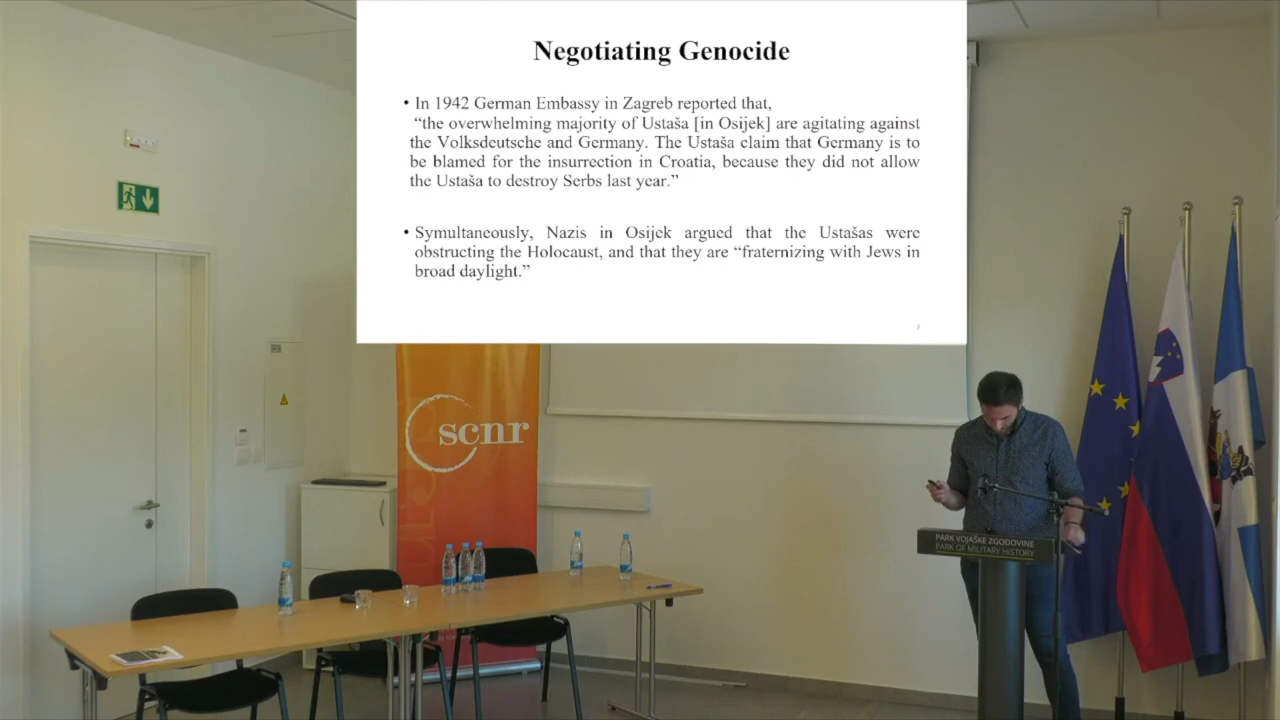 Negotiating Genocide
• In 1942 German Embassy in Zagreb reported that,
“the overwhelming majority of Ustaša [in Osijek] are agitating against
the Volksdeutsche and Germany. The Ustaša claim that Germany is to
be blamed for the insurrection in Croatia, because they did not allow
the Ustaša to destroy Serbs last year.”
• Symultaneously, Nazis in Osijek argued that the Ustašas were
obstructing the Holocaust, and that they are “fraternizing with Jews in
broad daylight.”
7
scnr
PARK VOJAŠKE ZGODOVINE
PARK OF MILITARY HISTORY